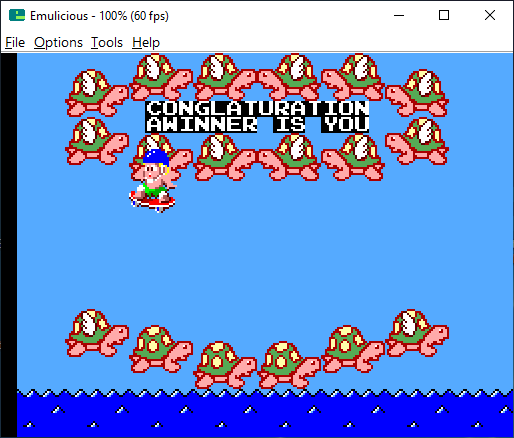 Emulicious - 100% (60 fps)
File Options Tools Help
CONGLATURATION
AWINNER IS YOU